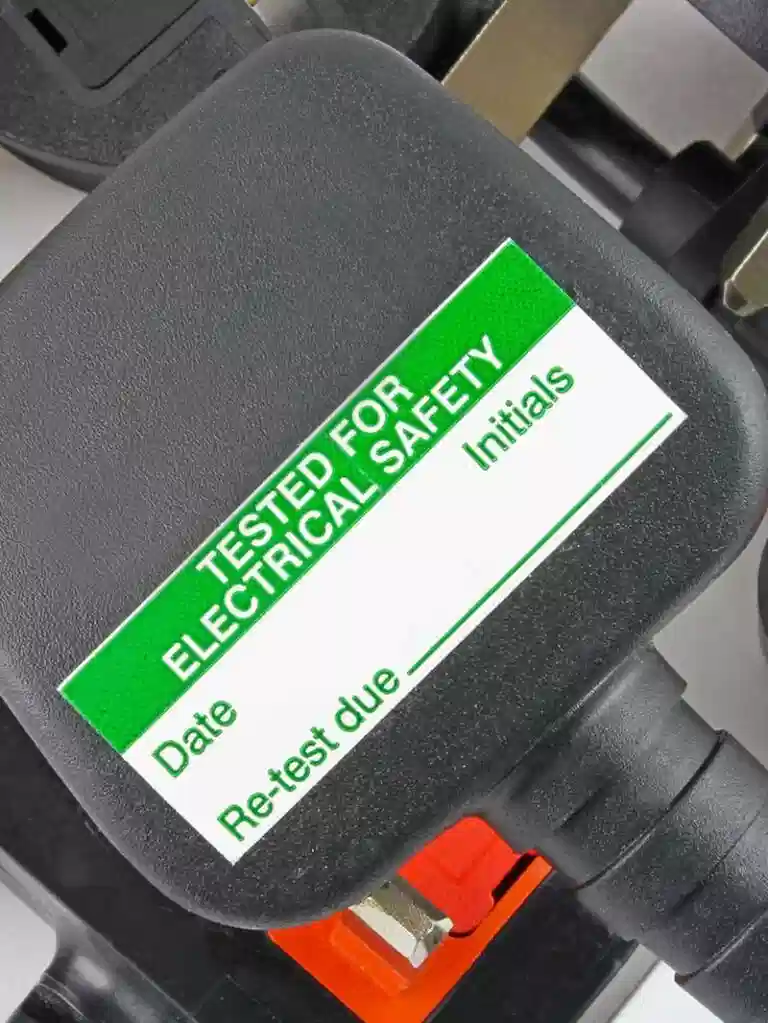 TESTED FOR
ELECTRICAL SAFETY
Date Initials
Re-test due